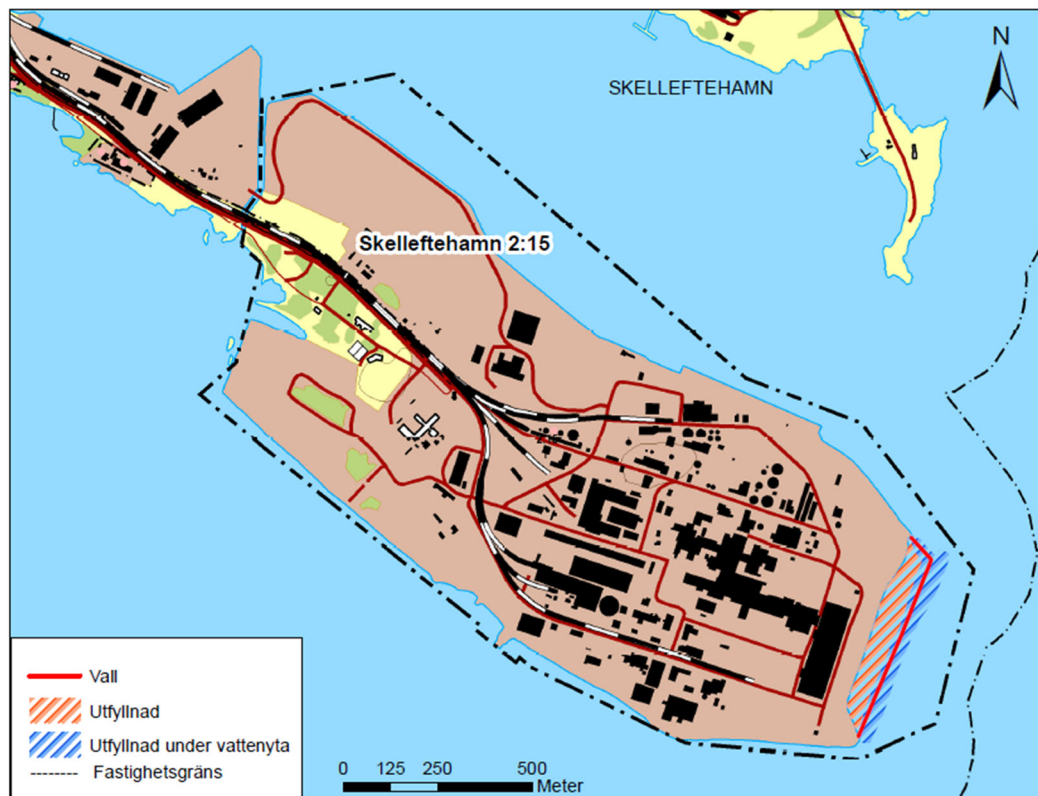 N
SKELLEFTEHAMN
Skelleftehamn 2:15
Vall
Utfyllnad
Utfyllnad under vattenyta
Fastighetsgräns
0 125 250 500
Meter